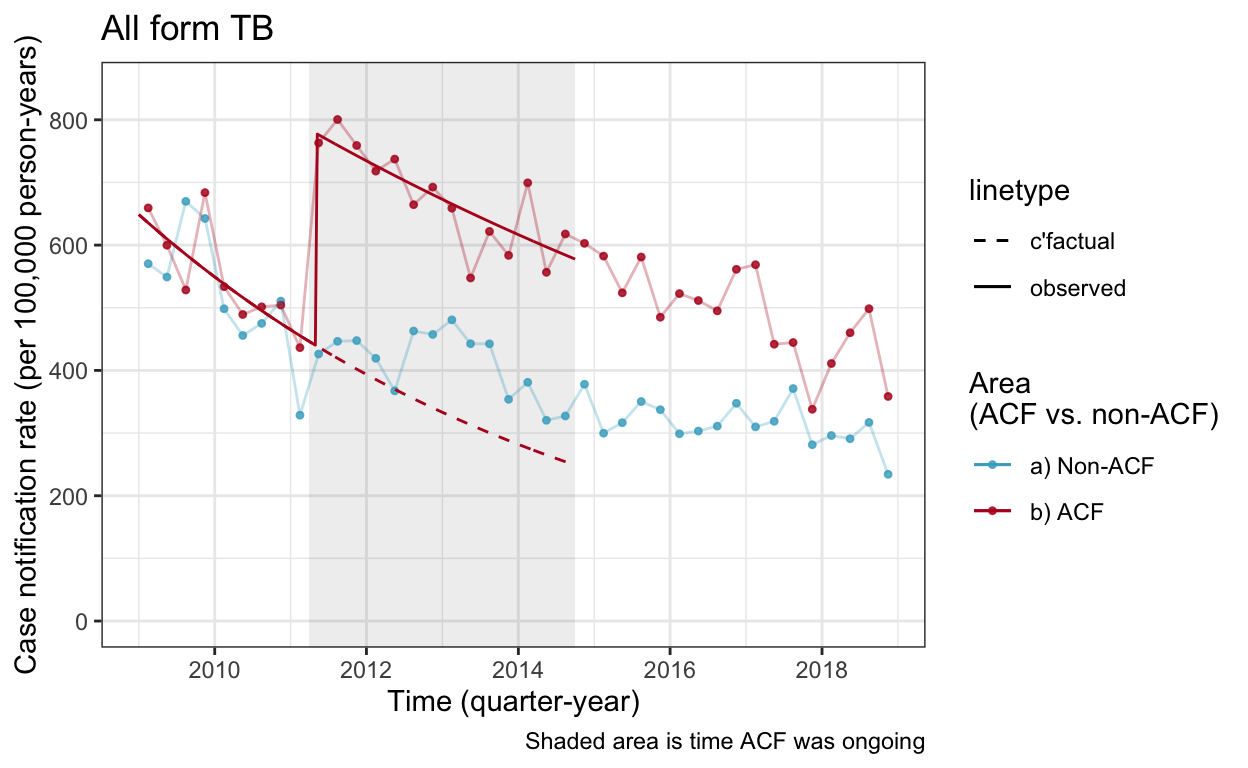 All form TB
Case notification rate (per 100,000 person-years)
800
600
400
200
0
2010
2012
2014
2016
2018
Time (quarter-year)
Shaded area is time ACF was ongoing
linetype
c'factual
observed
Area
(ACF vs. non-ACF)
a) Non-ACF
b) ACF